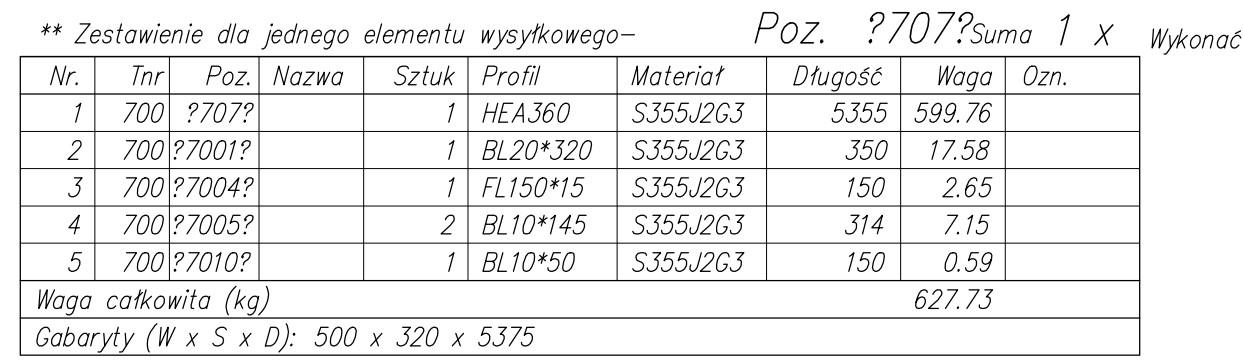 ** Zestawienie dla jednego elementu wysyłkowego– Poz. ?707? Suma 1 x Wykonać
Nr. Tnr Poz. Nazwa Sztuk Profil Materiał Długość Waga Ozn.
1 700 ?707? 1 HEA360 S355J2G3 5355 599.76
2 700 ?7001? 1 BL20*320 S355J2G3 350 17.58
3 700 ?7004? 1 FL150*15 S355J2G3 150 2.65
4 700 ?7005? 2 BL10*145 S355J2G3 314 7.15
5 700 ?7010? 1 BL10*50 S355J2G3 150 0.59
Waga całkowita (kg) 627.73
Gabaryty (W x S x D): 500 x 320 x 5375